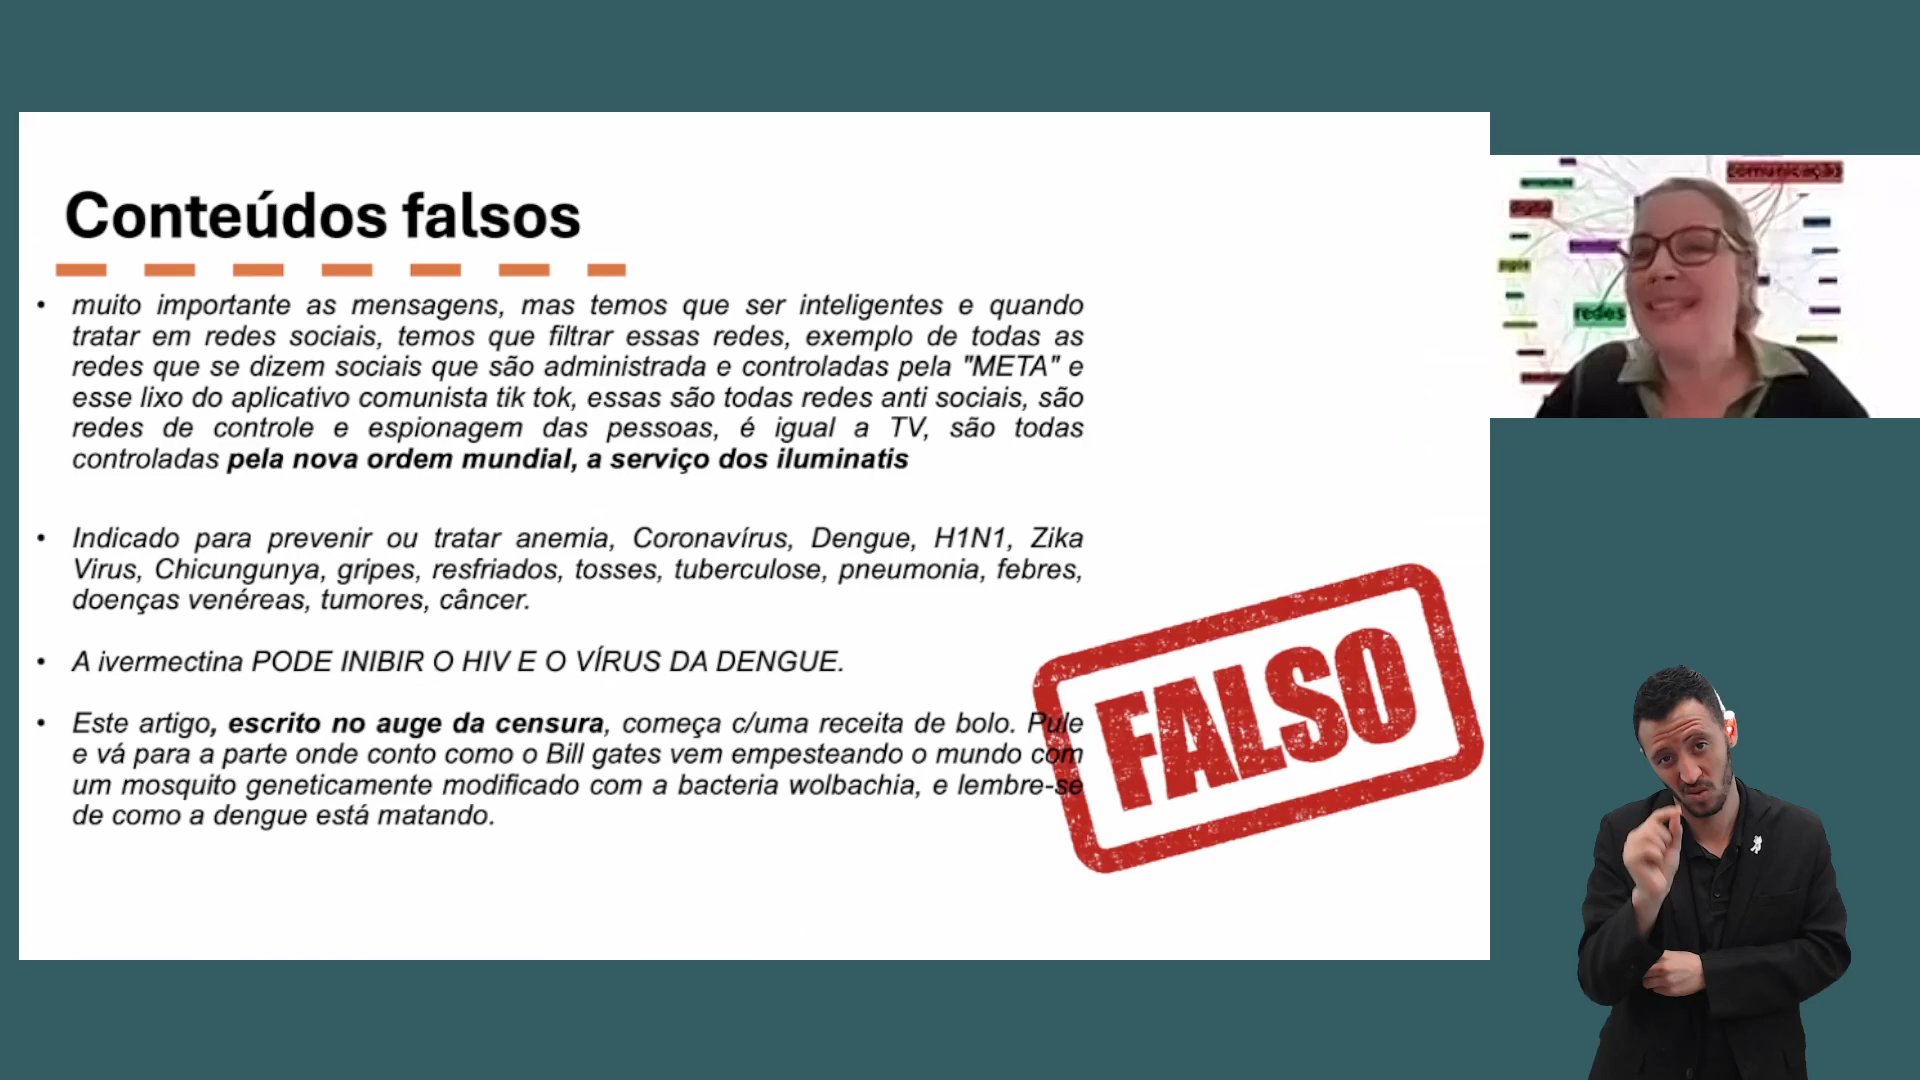 Conteúdos falsos
• muito importante as mensagens, mas temos que ser inteligentes e quando
tratar em redes sociais, temos que filtrar essas redes, exemplo de todas as
redes que se dizem sociais que são administrada e controladas pela "META" e
esse lixo do aplicativo comunista tik tok, essas são todas redes anti sociais, são
redes de controle e espionagem das pessoas, é igual a TV, são todas
controladas pela nova ordem mundial, a serviço dos iluminatis
• Indicado para prevenir ou tratar anemia, Coronavírus, Dengue, H1N1, Zika
Virus, Chicungunya, gripes, resfriados, tosses, tuberculose, pneumonia, febres,
doenças venéreas, tumores, câncer.
• A ivermectina PODE INIBIR O HIV E O VÍRUS DA DENGUE.
• Este artigo, escrito no auge da censura, começa c/uma receita de bolo. Pule
e vá para a parte onde conto como o Bill gates vem empesteando o mundo com
um mosquito geneticamente modificado com a bacteria wolbachia, e lembre-se
de como a dengue está matando.
FALSO
comunicação
digital
redes